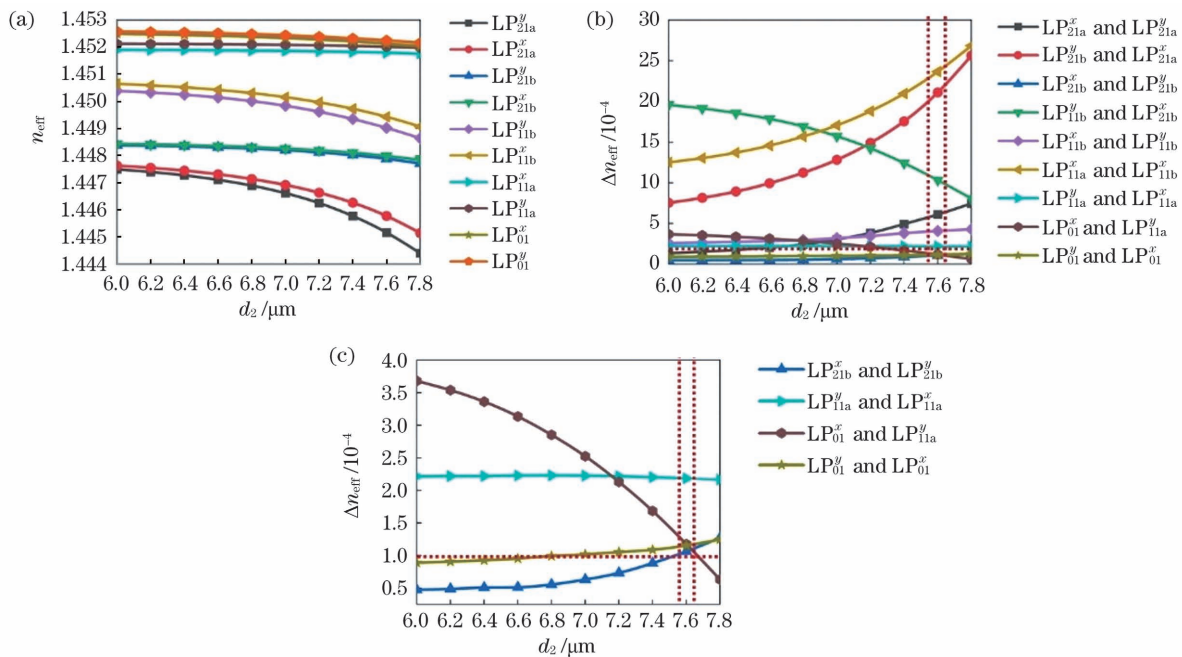 (a)
1.453
1.452
1.451
1.450
1.449
1.448
1.447
1.446
1.445
1.444
n_eff
6.0 6.2 6.4 6.6 6.8 7.0 7.2 7.4 7.6 7.8
d₂ /μm
LP^y_21a
LP^x_21a
LP^y_21b
LP^x_21b
LP^y_11b
LP^x_11b
LP^x_11a
LP^y_11a
LP^x_01
LP^y_01
(b)
30
25
20
15
10
5
0
Δn_eff /10⁻⁴
6.0 6.2 6.4 6.6 6.8 7.0 7.2 7.4 7.6 7.8
d₂ /μm
LP^x_21a and LP^y_21a
LP^y_21b and LP^x_21a
LP^x_21b and LP^y_21b
LP^y_11b and LP^x_21b
LP^x_11b and LP^y_11b
LP^x_11a and LP^x_11b
LP^y_11a and LP^x_11a
LP^x_01 and LP^y_11a
LP^y_01 and LP^x_01
(c)
4.0
3.5
3.0
2.5
2.0
1.5
1.0
0.5
Δn_eff /10⁻⁴
6.0 6.2 6.4 6.6 6.8 7.0 7.2 7.4 7.6 7.8
d₂ /μm
LP^x_21b and LP^y_21b
LP^y_11a and LP^x_11a
LP^x_01 and LP^y_11a
LP^y_01 and LP^x_01